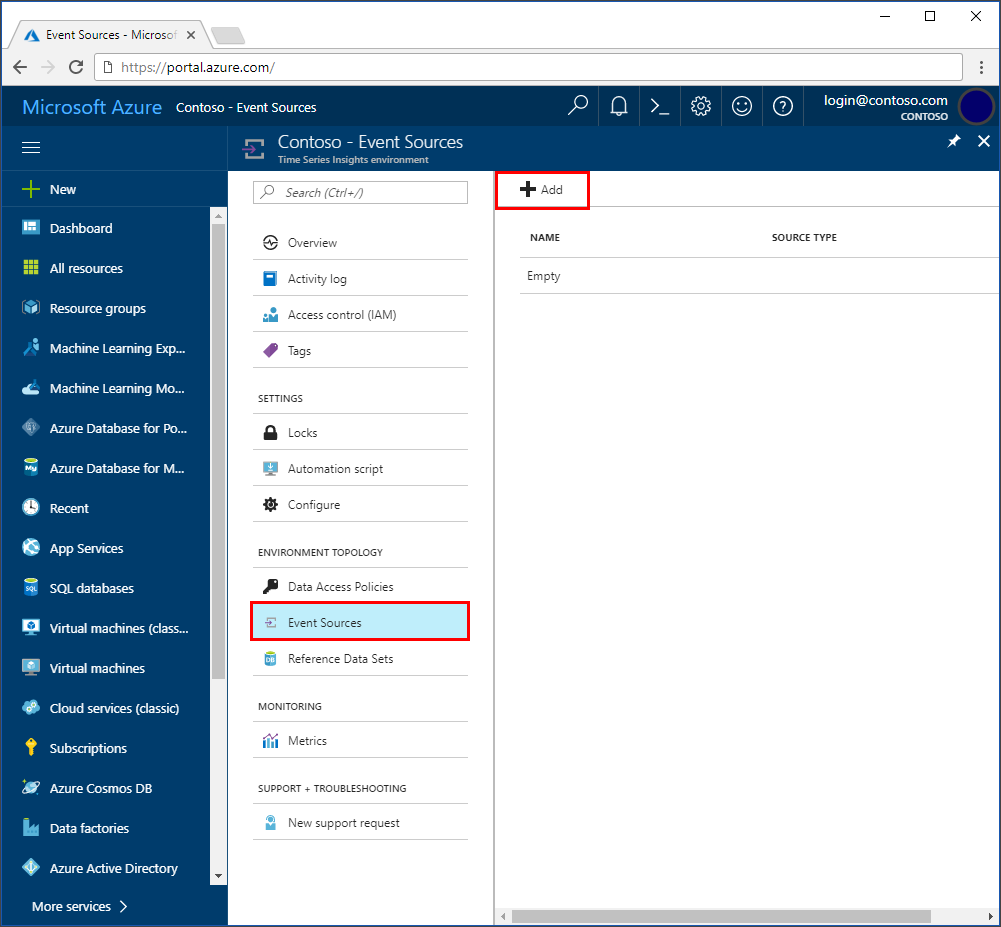 Event Sources - Microsof
https://portal.azure.com/
Microsoft Azure
Contoso - Event Sources
login@contoso.com
CONTOSO
Contoso - Event Sources
Time Series Insights environment
New
Dashboard
All resources
Resource groups
Machine Learning Exp...
Machine Learning Mo...
Azure Database for Po...
Azure Database for M...
Recent
App Services
SQL databases
Virtual machines (class...
Virtual machines
Cloud services (classic)
Subscriptions
Azure Cosmos DB
Data factories
Azure Active Directory
More services
Search (Ctrl+/)
Overview
Activity log
Access control (IAM)
Tags
SETTINGS
Locks
Automation script
Configure
ENVIRONMENT TOPOLOGY
Data Access Policies
Event Sources
Reference Data Sets
MONITORING
Metrics
SUPPORT + TROUBLESHOOTING
New support request
Add
NAME
SOURCE TYPE
Empty